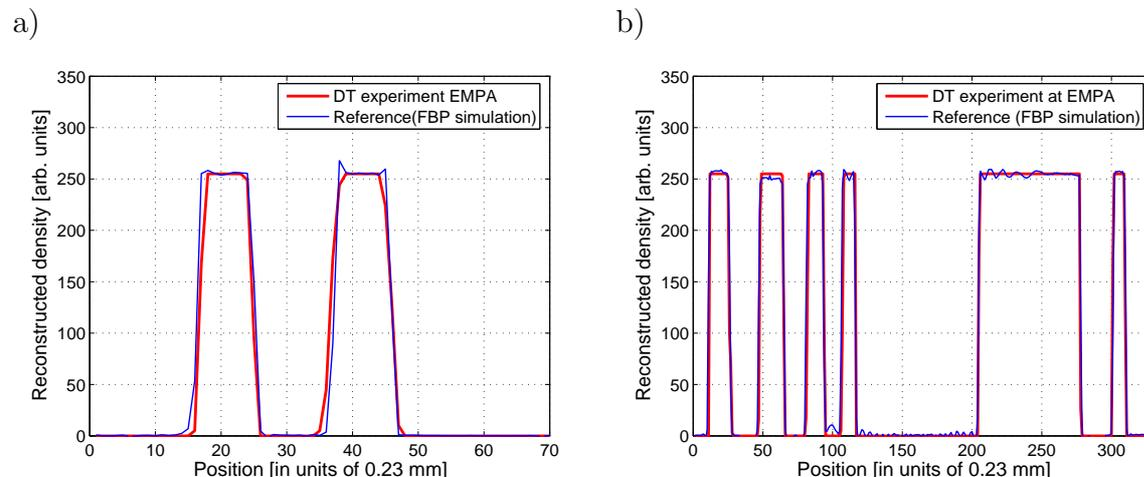 a)
350
300
250
200
150
100
50
0
Reconstructed density [arb. units]
DT experiment EMPA
Reference(FBP simulation)
0 10 20 30 40 50 60 70
Position [in units of 0.23 mm]
b)
350
300
250
200
150
100
50
0
Reconstructed density [arb. units]
DT experiment at EMPA
Reference (FBP simulation)
0 50 100 150 200 250 300
Position [in units of 0.23 mm]